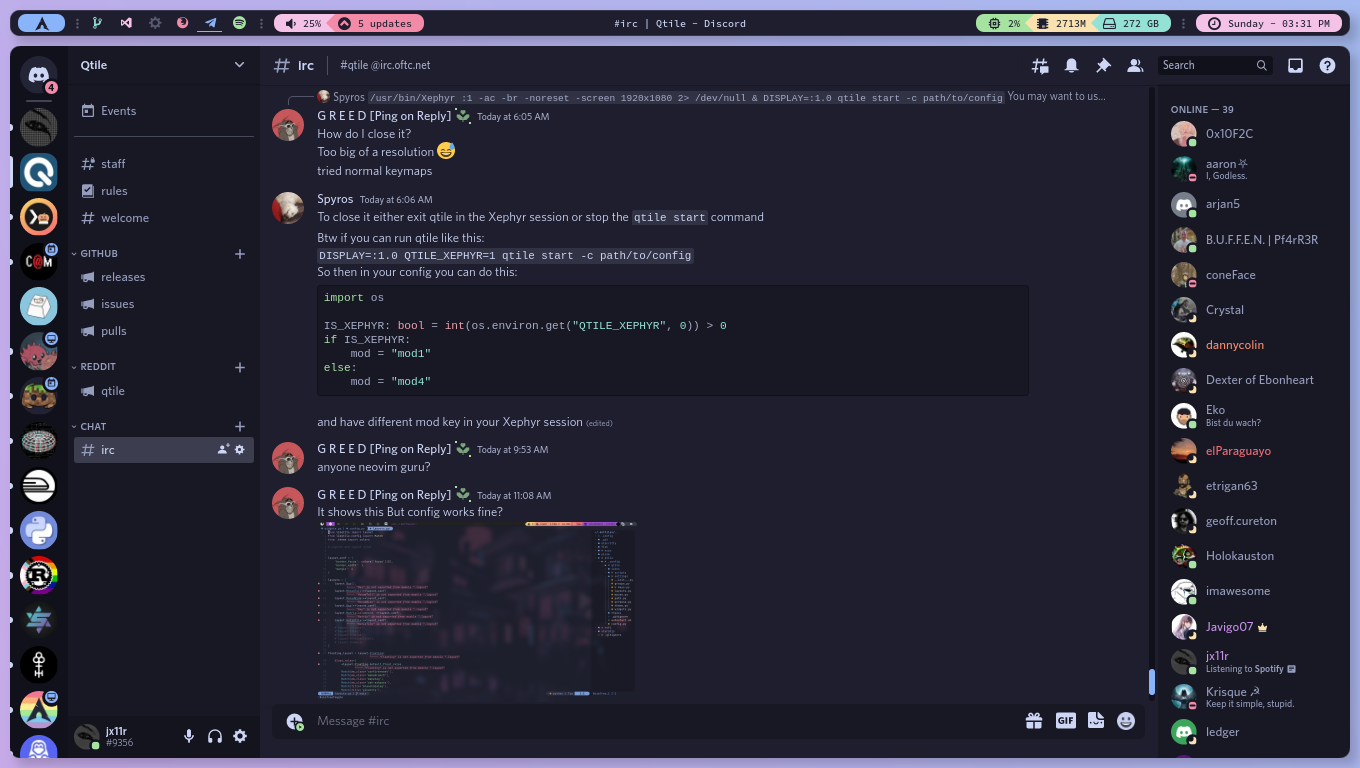 25%
5 updates
#irc | Qtile - Discord
2%
2713M
272 GB
Sunday - 03:31 PM
4
Qtile
Events
staff
rules
welcome
GITHUB
releases
issues
pulls
REDDIT
qtile
CHAT
irc
jx11r
#9356
irc
#qtile @irc.oftc.net
Search
Spyros /usr/bin/Xephyr :1 -ac -br -noreset -screen 1920x1080 2> /dev/null & DISPLAY=:1.0 qtile start -c path/to/config You may want to us...
G R E E D [Ping on Reply] Today at 6:05 AM
How do I close it?
Too big of a resolution
tried normal keymaps
Spyros Today at 6:06 AM
To close it either exit qtile in the Xephyr session or stop the qtile start command
Btw if you can run qtile like this:
DISPLAY=:1.0 QTILE_XEPHYR=1 qtile start -c path/to/config
So then in your config you can do this:
import os
IS_XEPHYR: bool = int(os.environ.get("QTILE_XEPHYR", 0)) > 0
if IS_XEPHYR:
    mod = "mod1"
else:
    mod = "mod4"
and have different mod key in your Xephyr session (edited)
G R E E D [Ping on Reply] Today at 9:53 AM
anyone neovim guru?
G R E E D [Ping on Reply] Today at 11:08 AM
It shows this But config works fine?
Message #irc
GIF
ONLINE — 39
0x10F2C
aaron
I, Godless.
arjan5
B.U.F.F.E.N. | Pf4rR3R
coneFace
Crystal
dannycolin
Dexter of Ebonheart
Eko
Bist du wach?
elParaguayo
etrigan63
geoff.cureton
Holokauston
imawesome
Javigo07
jx11r
Listening to Spotify
Krisque
Keep it simple, stupid.
ledger